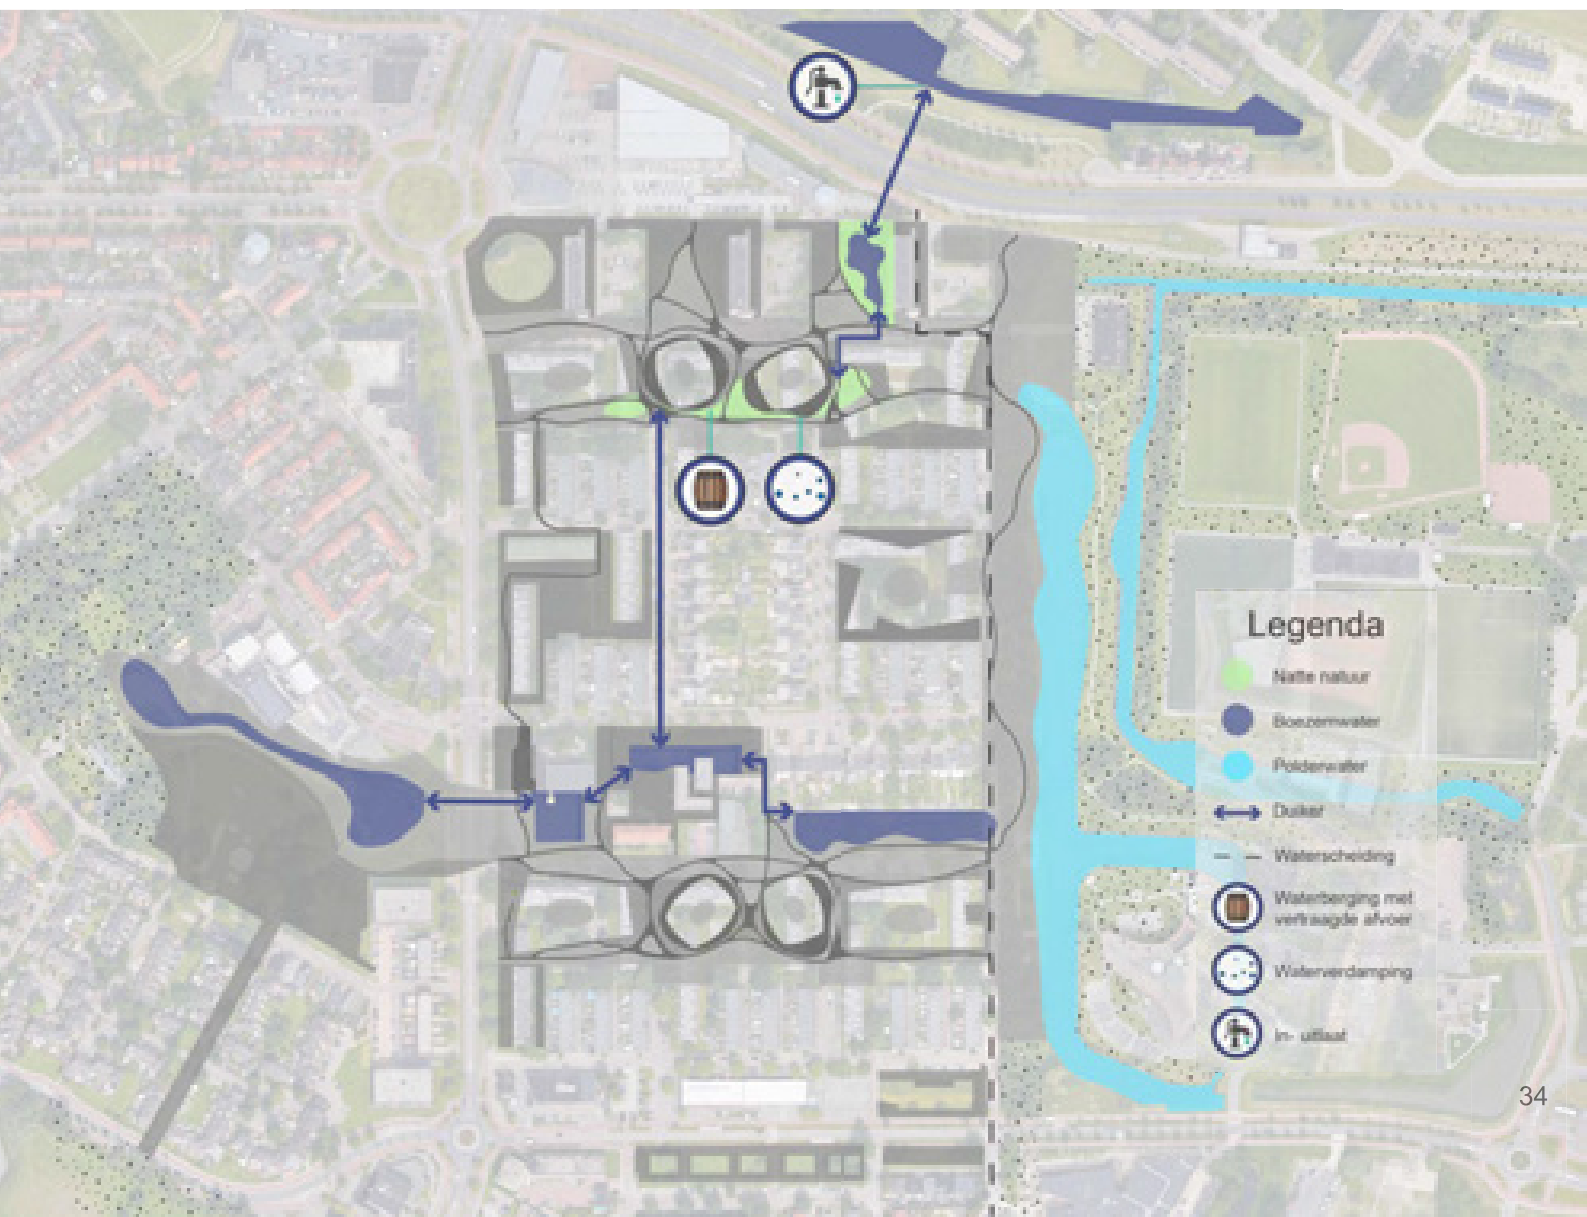 Legenda
Natte natuur
Boezemwater
Polderwater
Duiker
Waterscheiding
Waterberging met
vertraagde afvoer
Waterverdamping
In- uitlaat
34